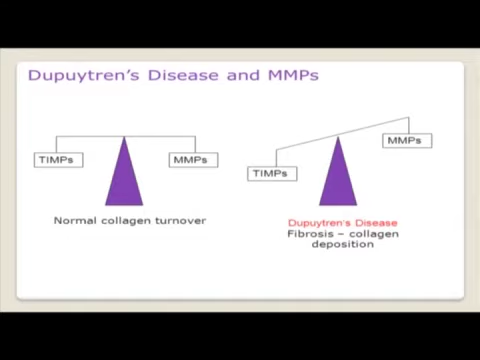 Dupuytren's Disease and MMPs
TIMPs
MMPs
Normal collagen turnover
MMPs
TIMPs
Dupuytren's Disease
Fibrosis – collagen
deposition